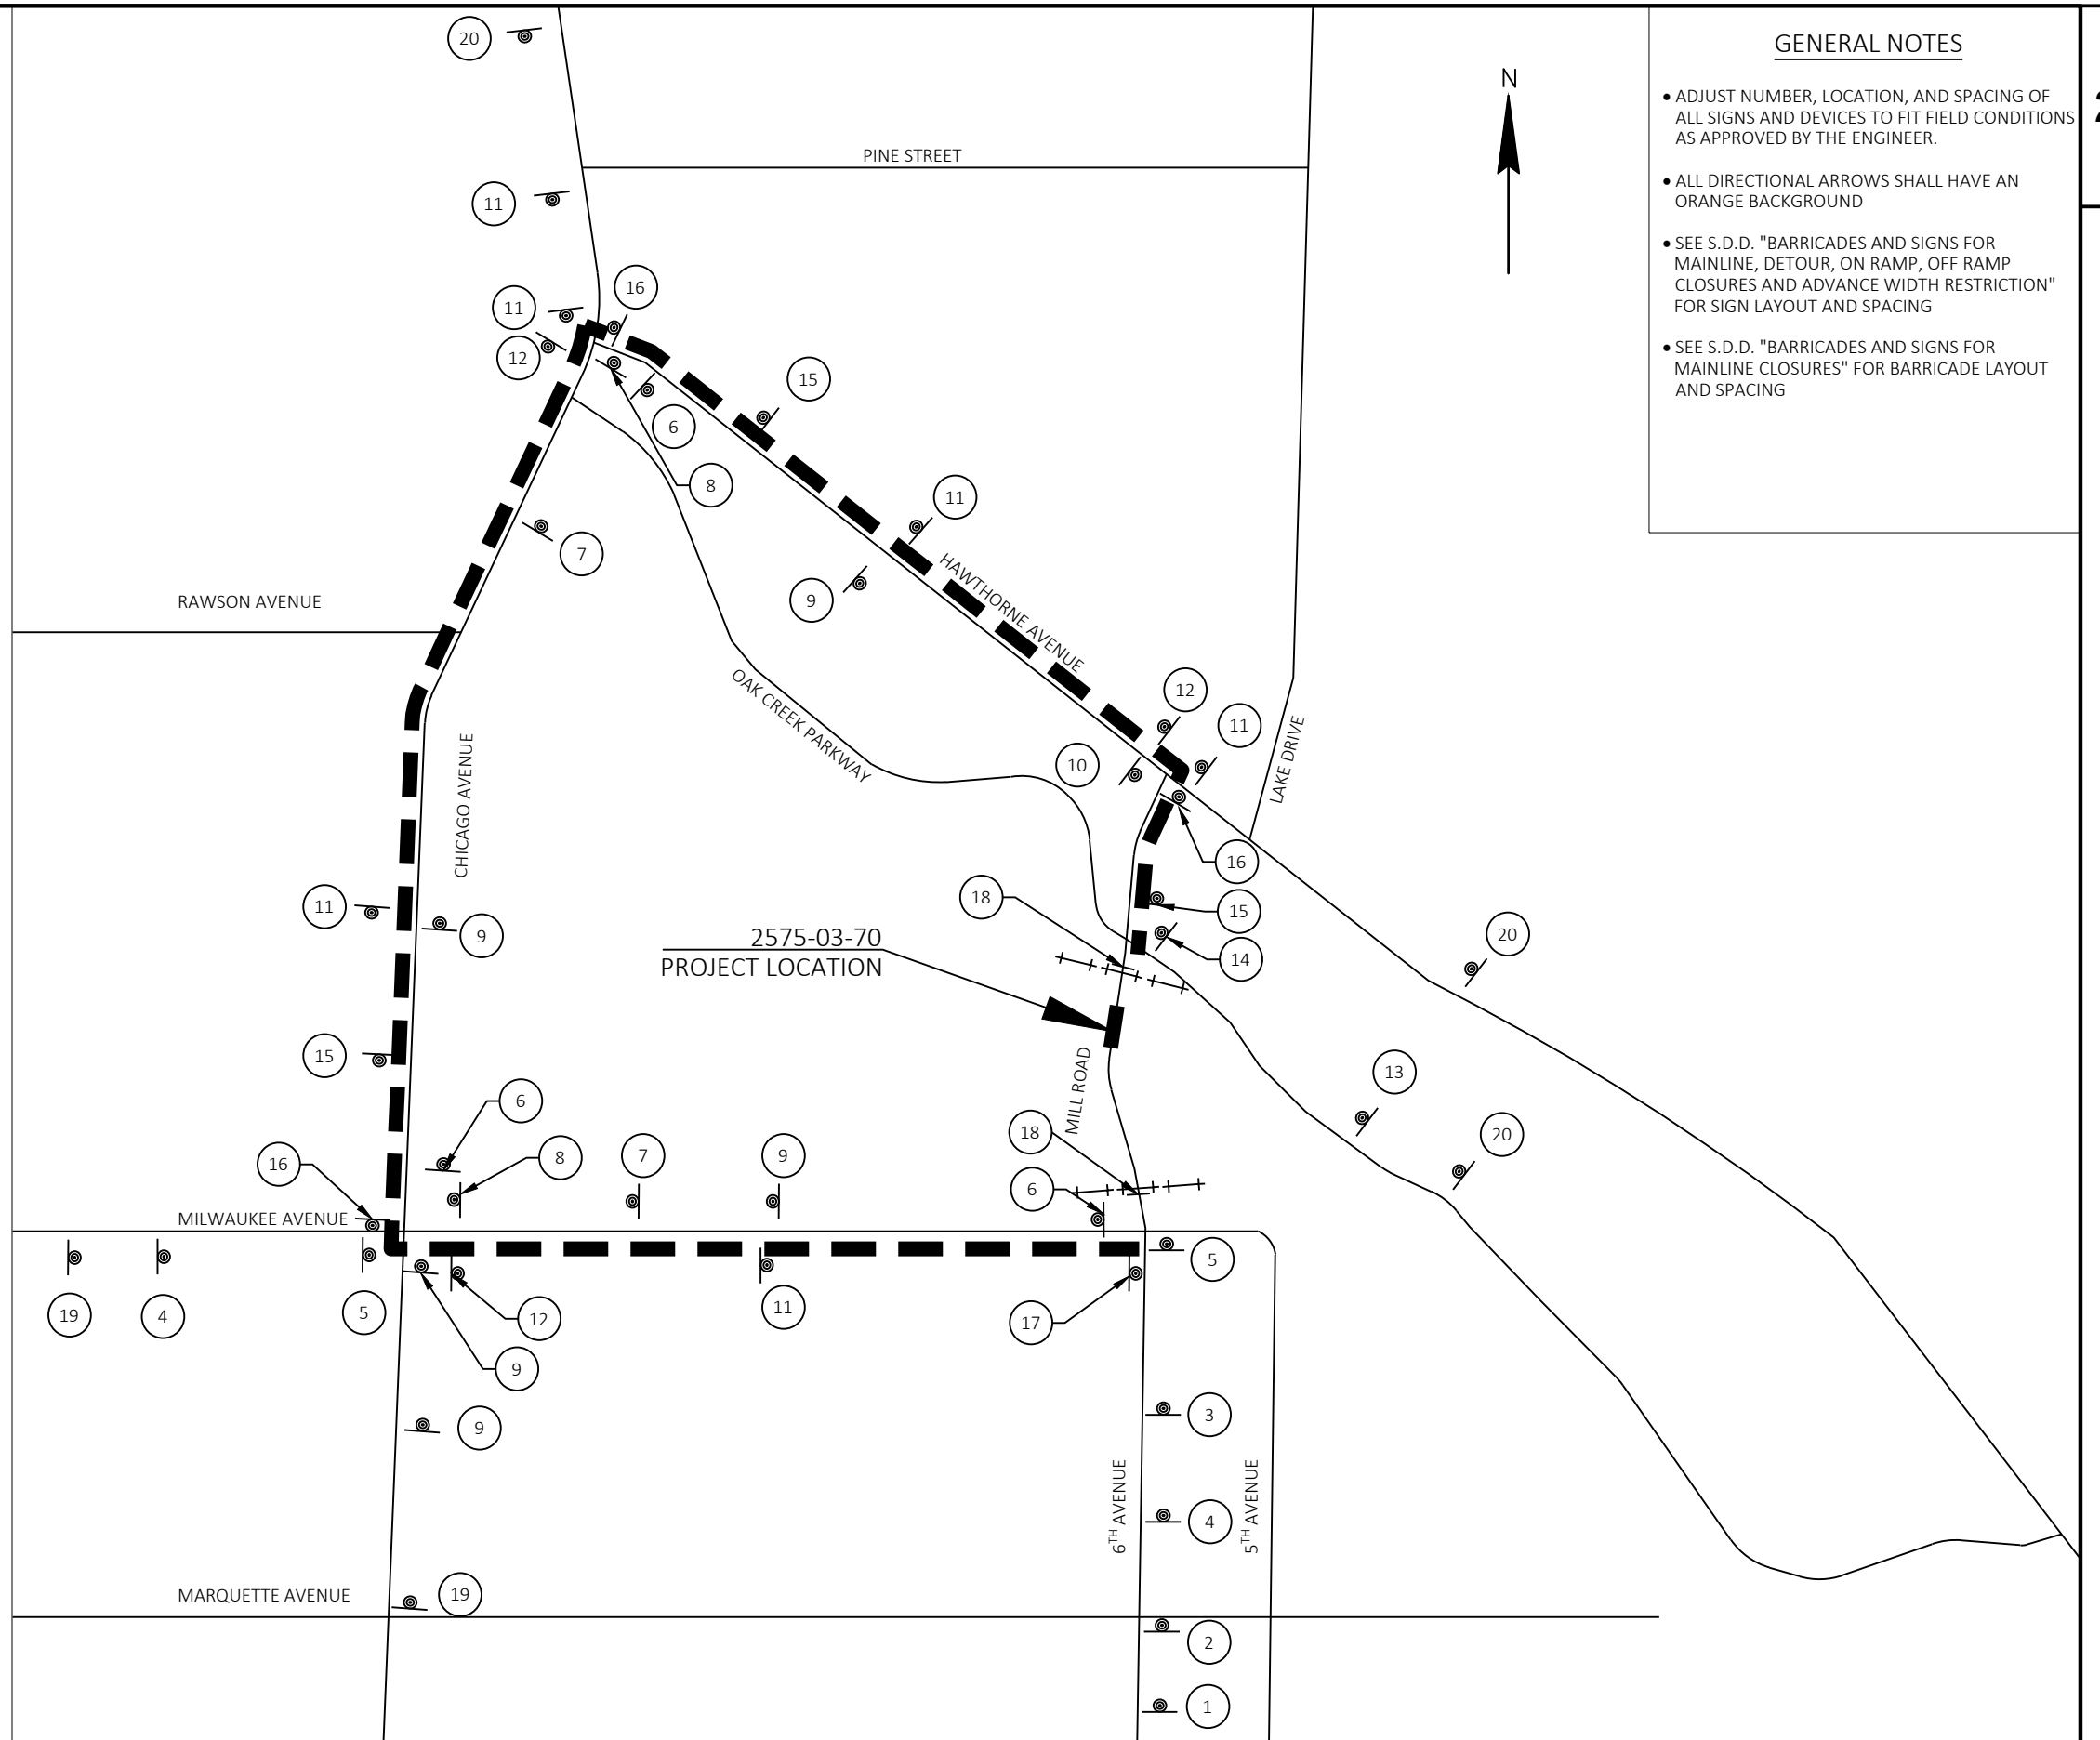 GENERAL NOTES
• ADJUST NUMBER, LOCATION, AND SPACING OF
ALL SIGNS AND DEVICES TO FIT FIELD CONDITIONS
AS APPROVED BY THE ENGINEER.
• ALL DIRECTIONAL ARROWS SHALL HAVE AN
ORANGE BACKGROUND
• SEE S.D.D. "BARRICADES AND SIGNS FOR
MAINLINE, DETOUR, ON RAMP, OFF RAMP
CLOSURES AND ADVANCE WIDTH RESTRICTION"
FOR SIGN LAYOUT AND SPACING
• SEE S.D.D. "BARRICADES AND SIGNS FOR
MAINLINE CLOSURES" FOR BARRICADE LAYOUT
AND SPACING
N
20
PINE STREET
11
16
11
12
15
6
8
11
7
9
HAWTHORNE AVENUE
RAWSON AVENUE
OAK CREEK PARKWAY
12
11
10
LAKE DRIVE
CHICAGO AVENUE
16
18
11
15
9
20
2575-03-70
PROJECT LOCATION
14
15
13
MILL ROAD
6
18
20
16
8
7
9
6
MILWAUKEE AVENUE
5
19
4
5
12
11
17
9
3
9
6TH AVENUE
5TH AVENUE
4
MARQUETTE AVENUE
19
2
1